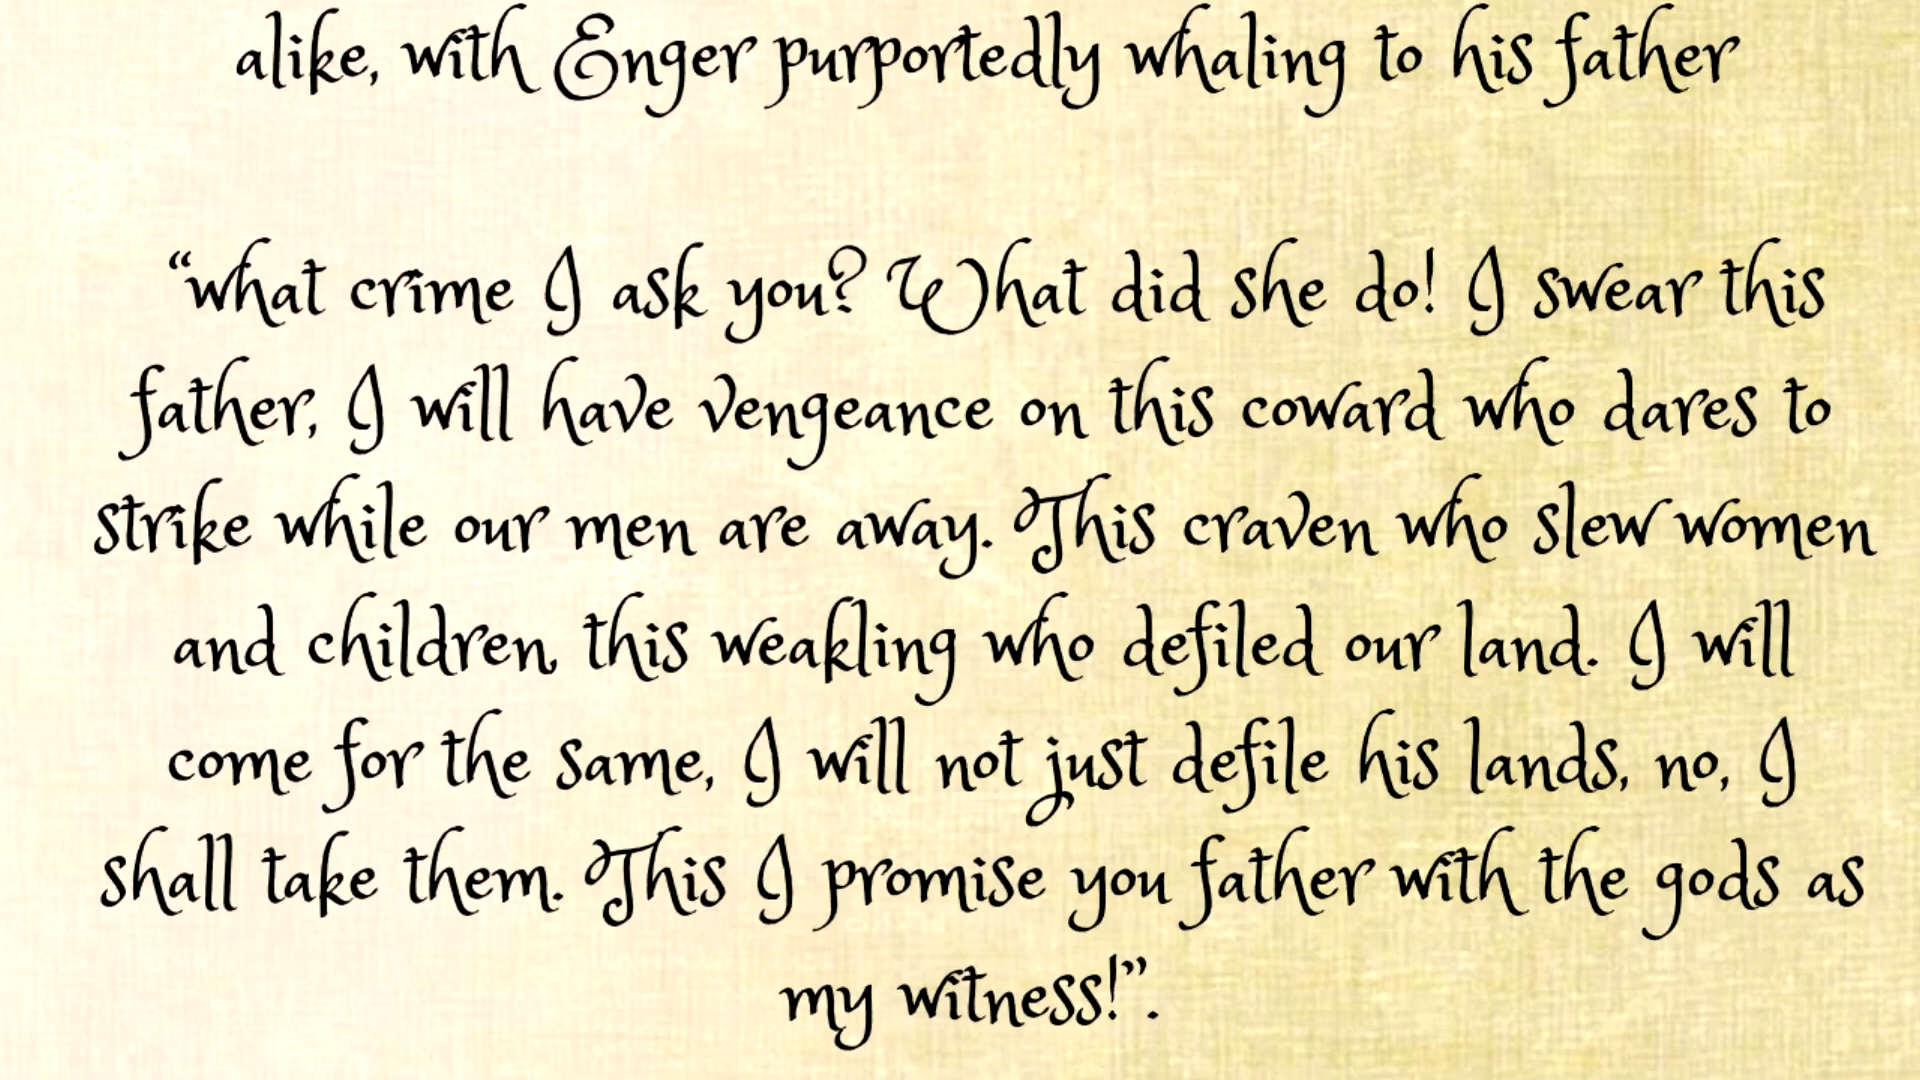 alike, with Enger purportedly whaling to his father
“what crime I ask you? What did she do! I swear this
father, I will have vengeance on this coward who dares to
strike while our men are away. This craven who slew women
and children, this weakling who defiled our land. I will
come for the same, I will not just defile his lands, no, I
shall take them. This I promise you father with the gods as
my witness!”.